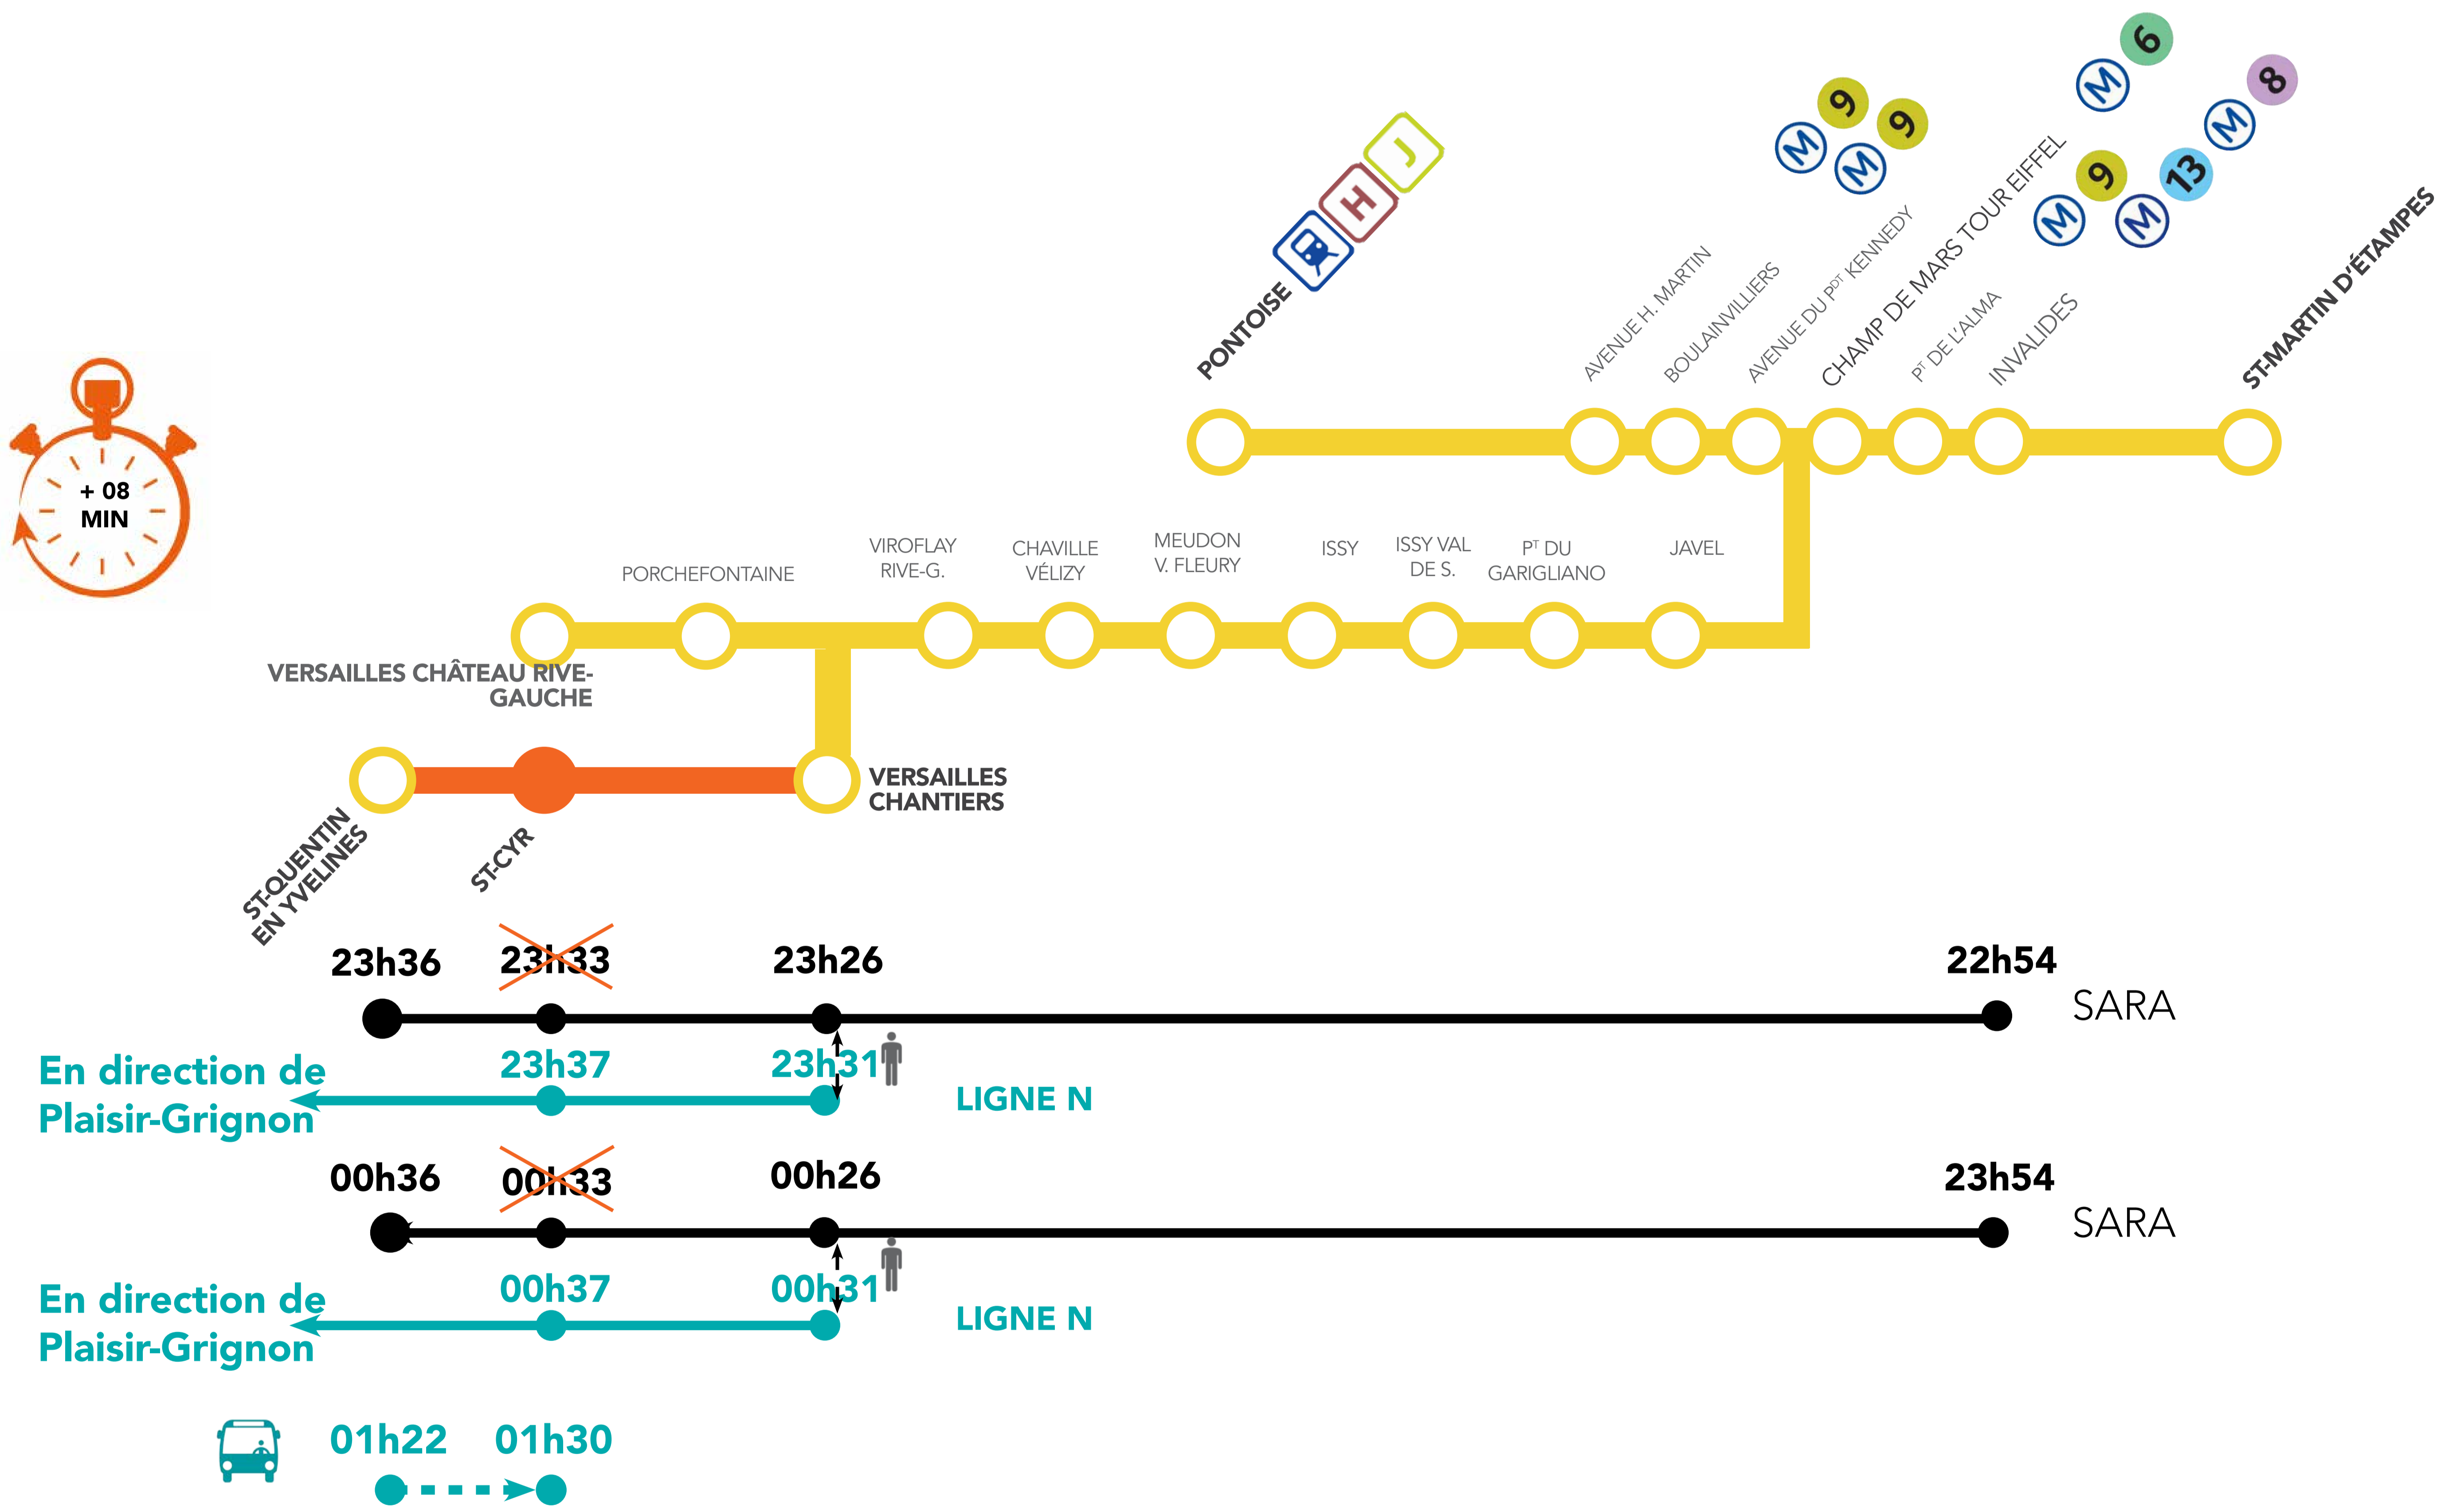 6
M
8
M
9
M
9
M
9
M
13
M
J
H
PONTOISE
AVENUE H. MARTIN
BOULAINVILLIERS
AVENUE DU PDT KENNEDY
CHAMP DE MARS TOUR EIFFEL
PT DE L'ALMA
INVALIDES
ST-MARTIN D'ÉTAMPES
+ 08
MIN
PORCHEFONTAINE
VIROFLAY
RIVE-G.
CHAVILLE
VÉLIZY
MEUDON
V. FLEURY
ISSY
ISSY VAL
DE S.
PT DU
GARIGLIANO
JAVEL
VERSAILLES CHÂTEAU RIVE-
GAUCHE
VERSAILLES
CHANTIERS
ST-QUENTIN
EN YVELINES
ST-CYR
23h36 23h33 23h26 22h54
SARA
En direction de
Plaisir-Grignon
23h37 23h31
LIGNE N
00h36 00h33 00h26 23h54
SARA
En direction de
Plaisir-Grignon
00h37 00h31
LIGNE N
01h22 01h30